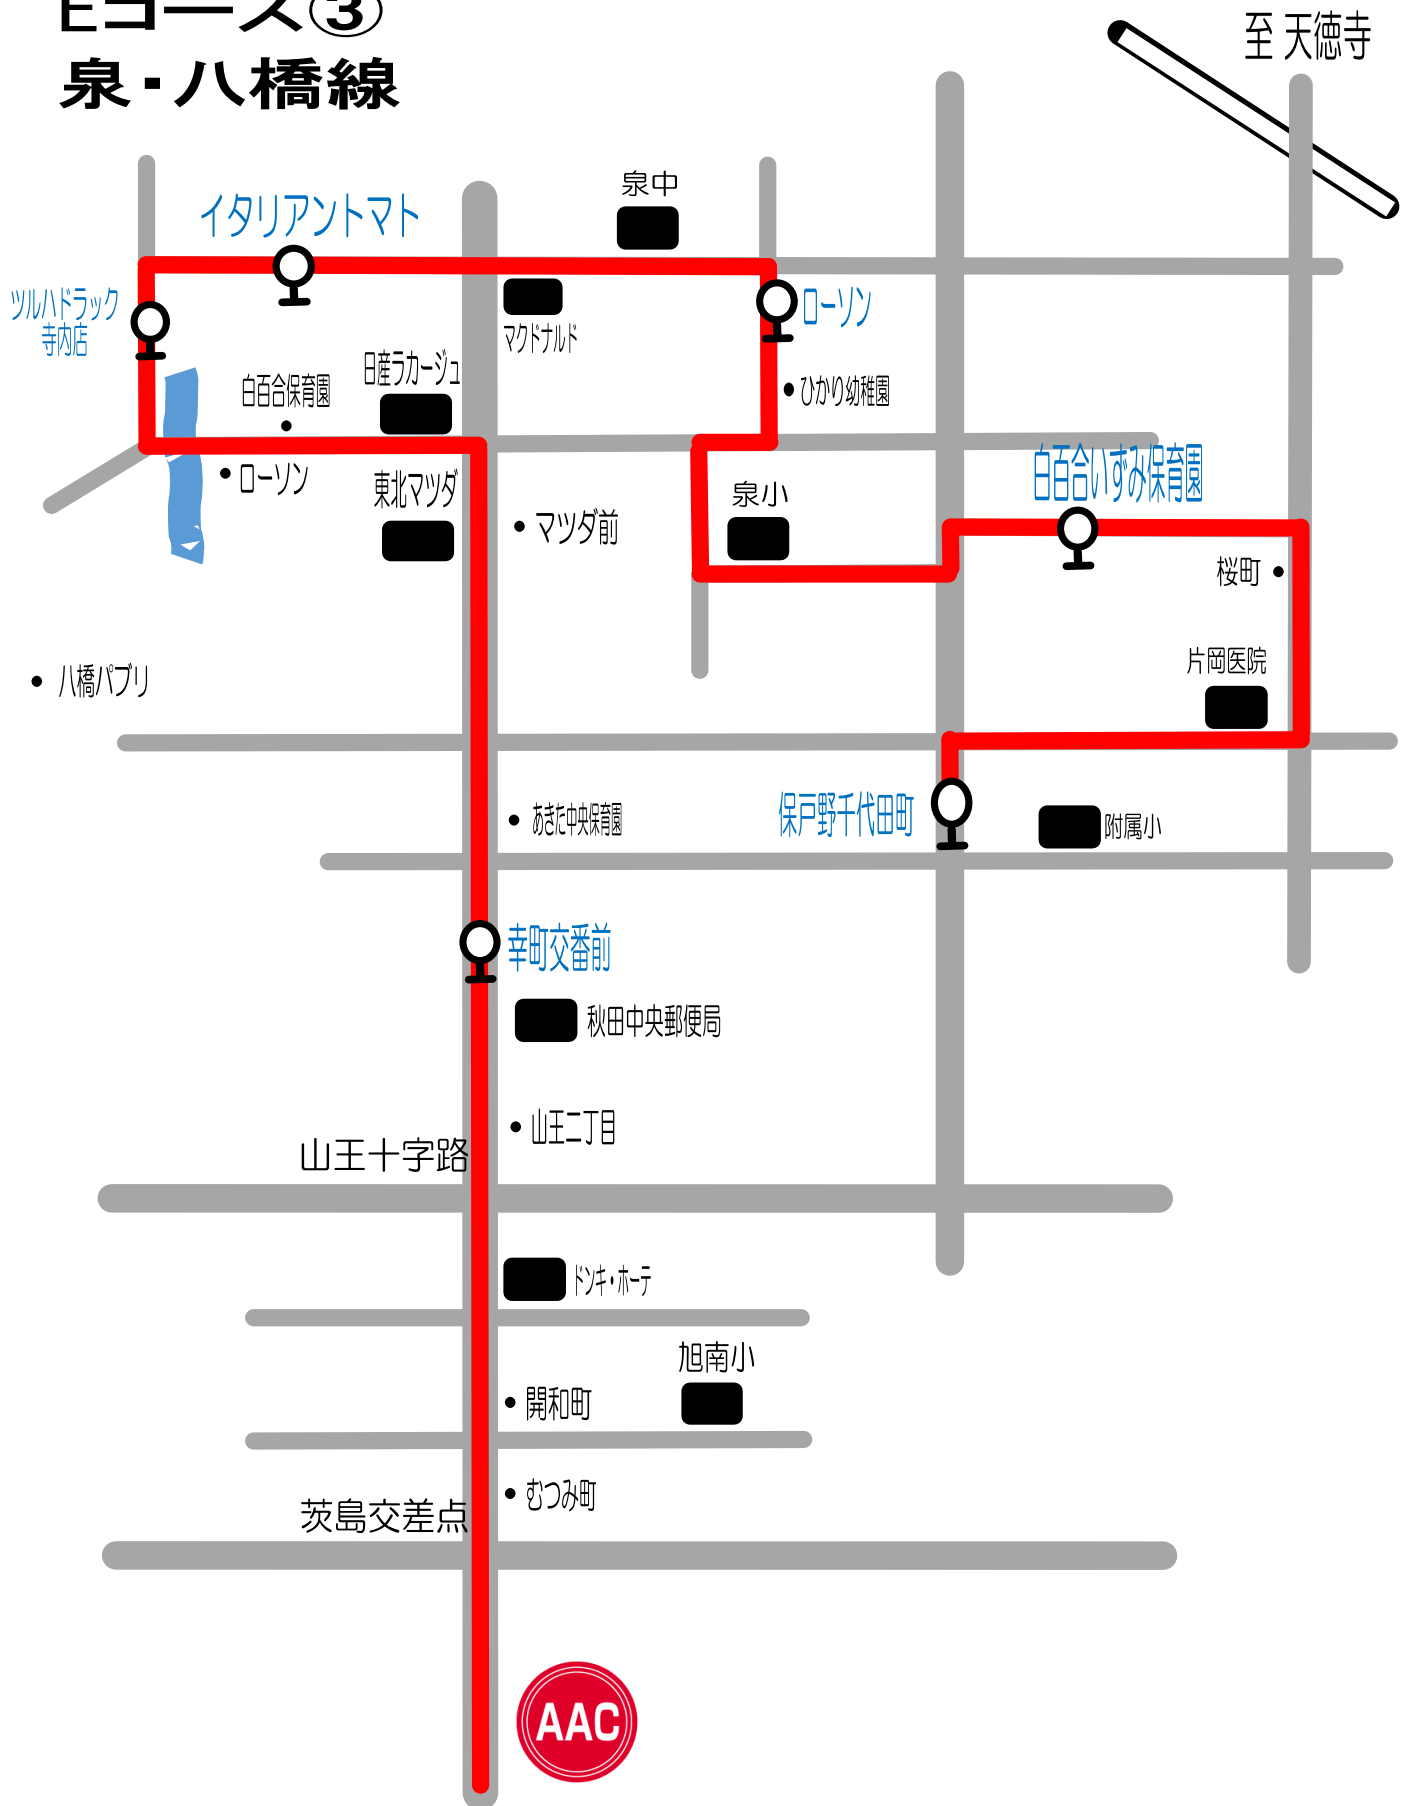 Eコース③
泉・八橋線
至 天徳寺
泉中
イタリアントマト
ツルハドラック
寺内店
ローソン
マクドナルド
日産ラカージュ
白百合保育園
ひかり幼稚園
ローソン
東北マツダ
白百合いずみ保育園
泉小
マツダ前
桜町
片岡医院
八橋パブリ
あきた中央保育園
保戸野千代田町
附属小
幸町交番前
秋田中央郵便局
山王二丁目
山王十字路
ドンキ・ホーテ
旭南小
開和町
むつみ町
茨島交差点
AAC